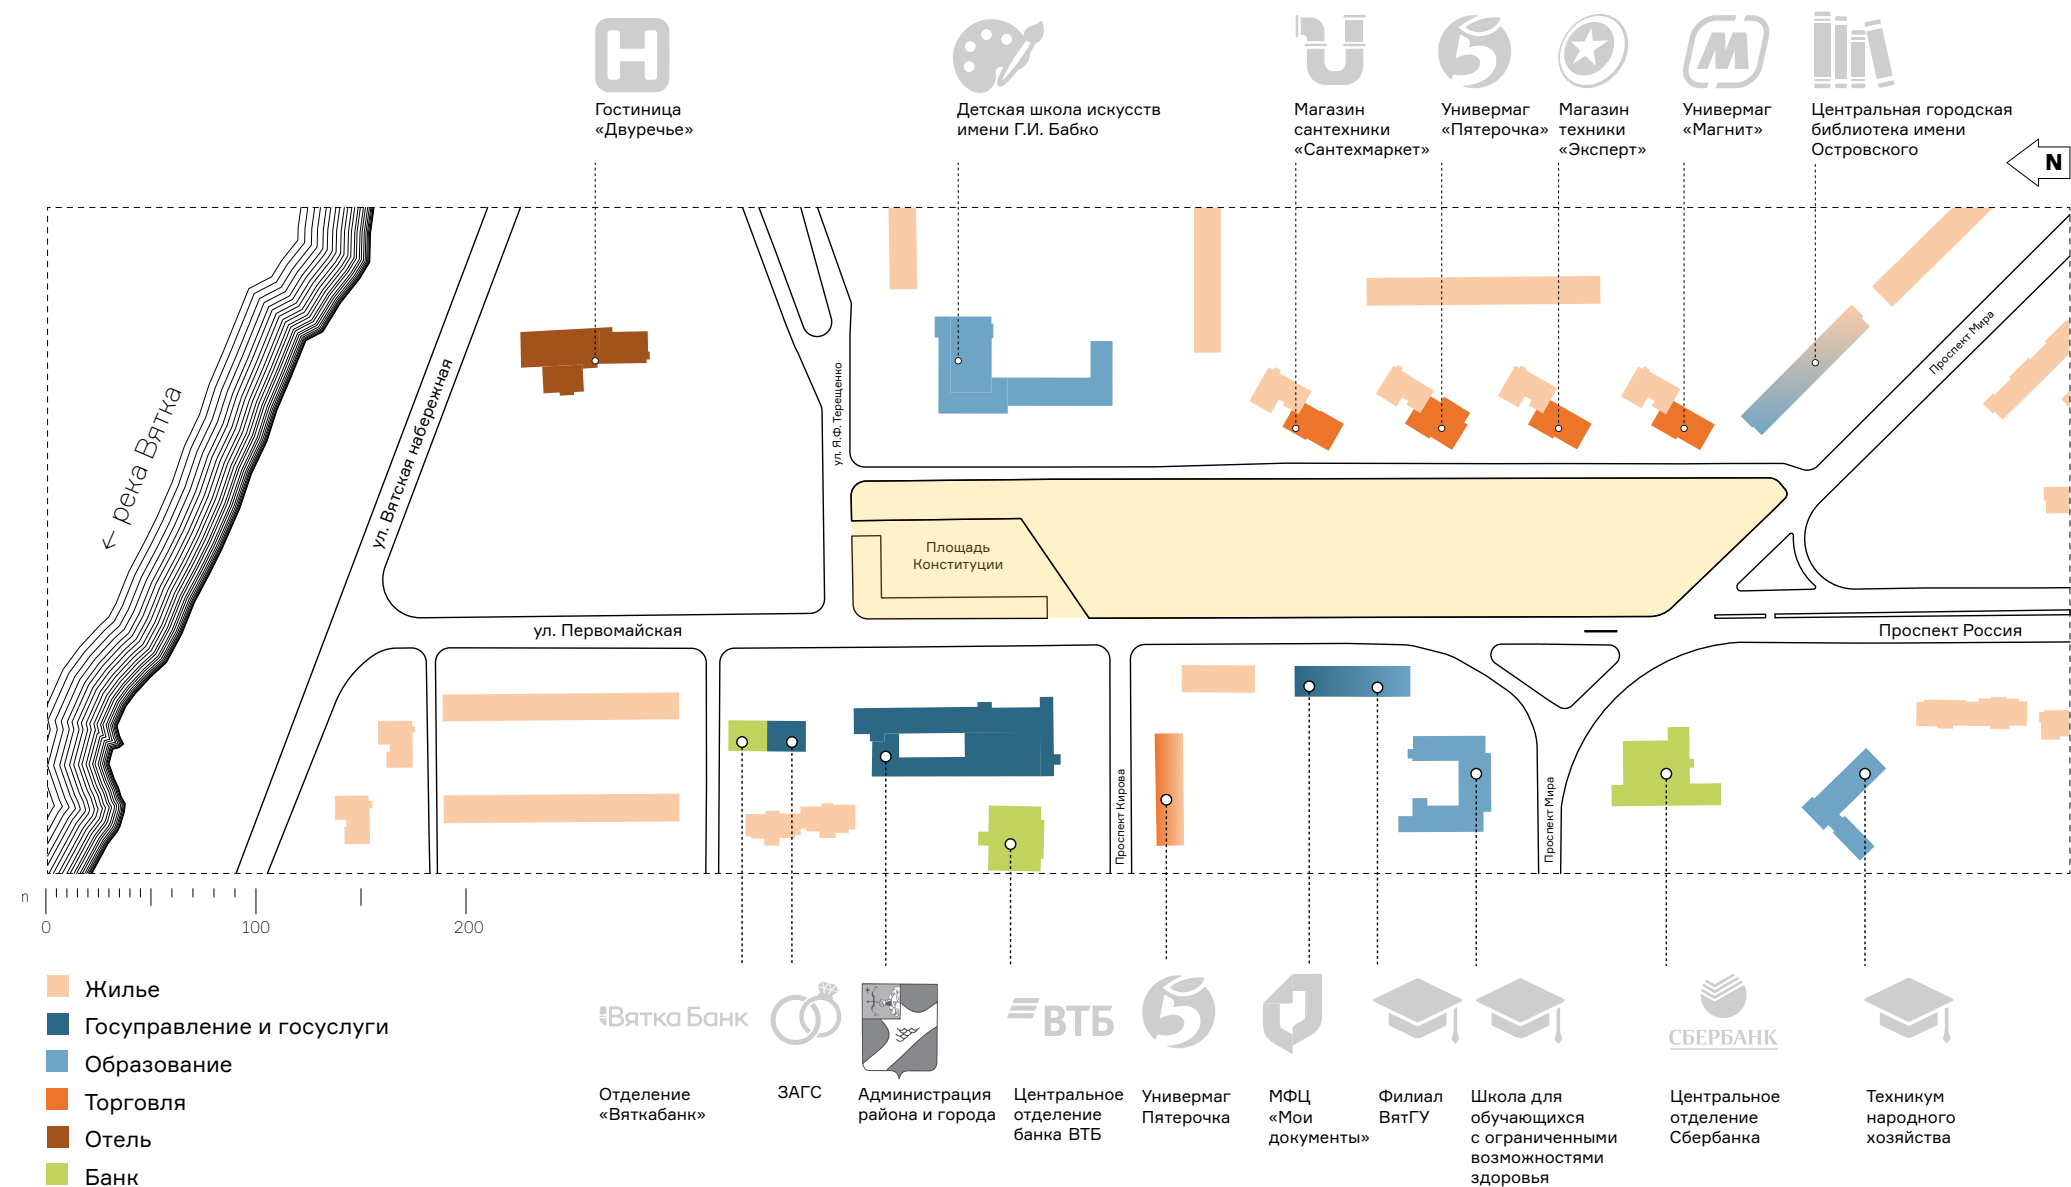 Гостиница
«Двуречье»
Детская школа искусств
имени Г.И. Бабко
Магазин
сантехники
«Сантехмаркет»
5
Универмаг
«Пятерочка»
Магазин
техники
«Эксперт»
М
Универмаг
«Магнит»
Центральная городская
библиотека имени
Островского
N
← река Вятка
ул. Вятская набережная
ул. Я.Ф. Терещенко
Проспект Мира
Площадь
Конституции
ул. Первомайская
Проспект Россия
Проспект Кирова
Проспект Мира
п
0
100
200
Жилье
Госуправление и госуслуги
Образование
Торговля
Отель
Банк
Вятка Банк
Отделение
«Вяткабанк»
ЗАГС
Администрация
района и города
ВТБ
Центральное
отделение
банка ВТБ
5
Универмаг
Пятерочка
МФЦ
«Мои
документы»
Филиал
ВятГУ
Школа для
обучающихся
с ограниченными
возможностями
здоровья
СБЕРБАНК
Центральное
отделение
Сбербанка
Техникум
народного
хозяйства